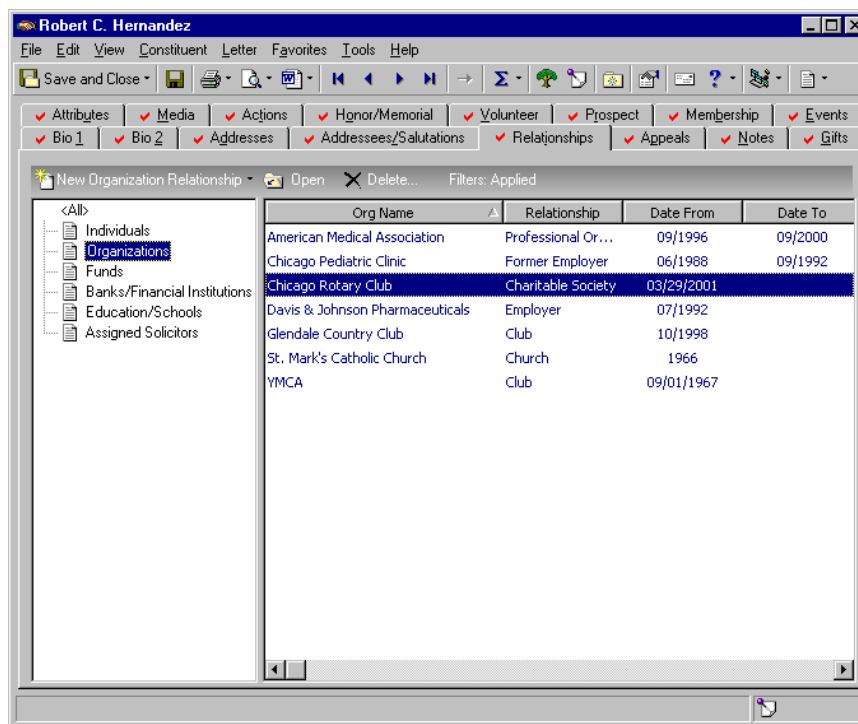 Robert C. Hernandez
File Edit View Constituent Letter Favorites Tools Help
Save and Close
Attributes Media Actions Honor/Memorial Volunteer Prospect Membership Events
Bio 1 Bio 2 Addresses Addressees/Salutations Relationships Appeals Notes Gifts
New Organization Relationship Open Delete... Filters: Applied
<All>
Individuals
Organizations
Funds
Banks/Financial Institutions
Education/Schools
Assigned Solicitors
Org Name Relationship Date From Date To
American Medical Association Professional Or... 09/1996 09/2000
Chicago Pediatric Clinic Former Employer 06/1988 09/1992
Chicago Rotary Club Charitable Society 03/29/2001
Davis & Johnson Pharmaceuticals Employer 07/1992
Glendale Country Club Club 10/1998
St. Mark's Catholic Church Church 1966
YMCA Club 09/01/1967